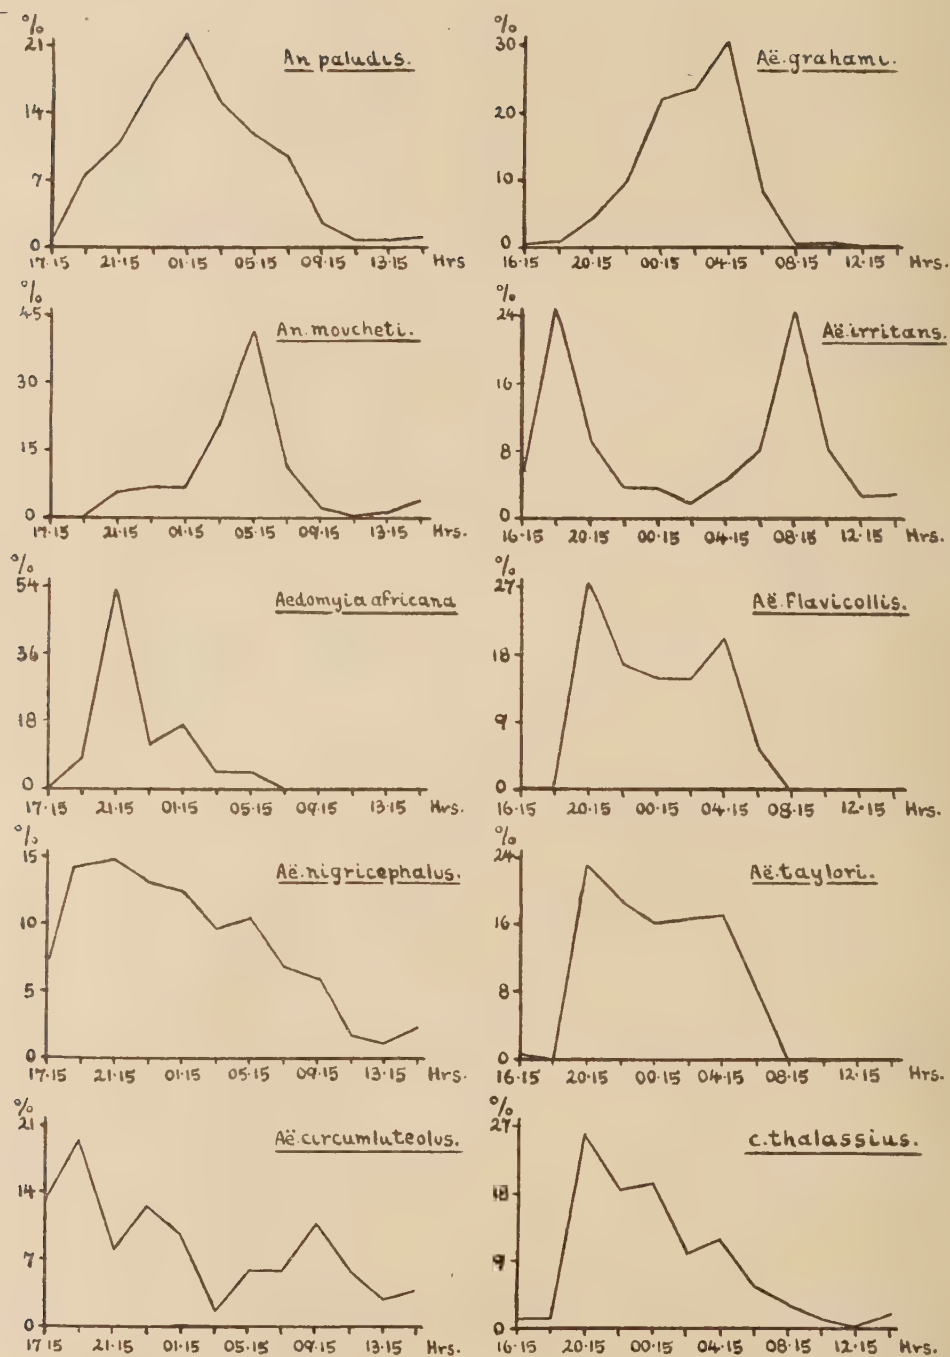 %
21
14
7
0
An paludis.
17·15 21·15 01·15 05·15 09·15 13·15 Hrs
%
30
20
10
0
Aë.grahami.
16·15 20·15 00·15 04·15 08·15 12·15 Hrs.
%
45
30
15
0
An.moucheti.
17·15 21·15 01·15 05·15 09·15 13·15 Hrs.
%
24
16
8
0
Aë.irritans.
16·15 20·15 00·15 04·15 08·15 12·15 Hrs.
%
54
36
18
0
Aedomyia africana
17·15 21·15 01·15 05·15 09·15 13·15 Hrs.
%
27
18
9
0
Aë.Flavicollis.
16·15 20·15 00·15 04·15 08·15 12·15 Hrs.
%
15
10
5
0
Aë.nigricephalus.
17·15 21·15 01·15 05·15 09·15 13·15 Hrs.
%
24
16
8
0
Aë.taylori.
16·15 20·15 00·15 04·15 08·15 12·15 Hrs.
%
21
14
7
0
Aë.circumluteolus.
17·15 21·15 01·15 05·15 09·15 13·15 Hrs.
%
27
18
9
0
c.thalassius.
16·15 20·15 00·15 04·15 08·15 12·15 Hrs.